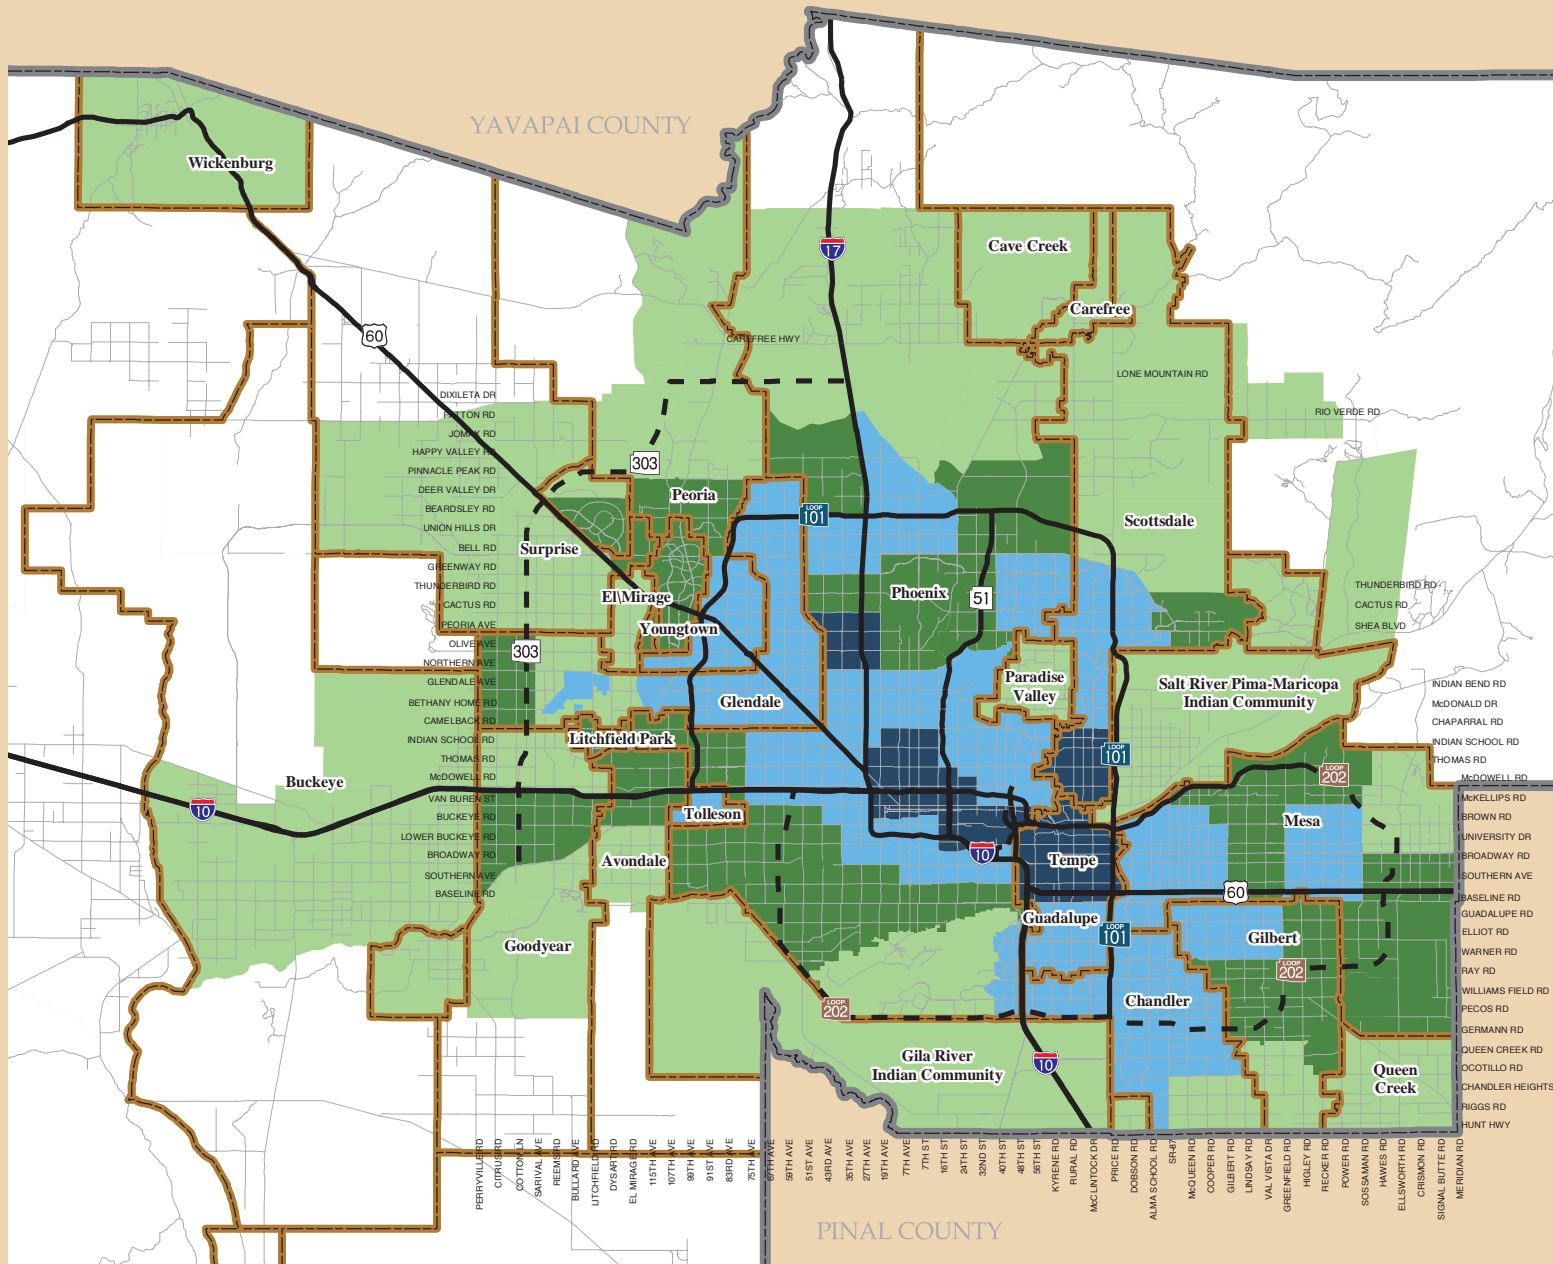 YAVAPAI COUNTY
Wickenburg
17
Cave Creek
Carefree
60
CAREFREE HWY
LONE MOUNTAIN RD
RIO VERDE RD
DIXILETA DR
PATTON RD
JOMAX RD
HAPPY VALLEY RD
PINNACLE PEAK RD
DEER VALLEY DR
BEARDSLEY RD
UNION HILLS DR
BELL RD
GREENWAY RD
THUNDERBIRD RD
CACTUS RD
PEORIA AVE
OLIVE AVE
NORTHERN AVE
GLENDALE AVE
BETHANY HOME RD
CAMELBACK RD
INDIAN SCHOOL RD
THOMAS RD
McDOWELL RD
VAN BUREN ST
BUCKEYE RD
LOWER BUCKEYE RD
BROADWAY RD
SOUTHERN AVE
BASELINE RD
303
Peoria
LOOP
101
Scottsdale
Surprise
El\Mirage
Phoenix
51
Youngtown
303
THUNDERBIRD RD
CACTUS RD
SHEA BLVD
Paradise
Valley
Salt River Pima-Maricopa
Indian Community
Glendale
Litchfield Park
INDIAN BEND RD
McDONALD DR
CHAPARRAL RD
INDIAN SCHOOL RD
THOMAS RD
McDOWELL RD
McKELLIPS RD
BROWN RD
UNIVERSITY DR
BROADWAY RD
SOUTHERN AVE
BASELINE RD
GUADALUPE RD
ELLIOT RD
WARNER RD
RAY RD
WILLIAMS FIELD RD
PECOS RD
GERMANN RD
QUEEN CREEK RD
OCOTILLO RD
CHANDLER HEIGHTS
RIGGS RD
HUNT HWY
LOOP
101
LOOP
202
Buckeye
10
Tolleson
Mesa
Avondale
10
Tempe
60
Guadalupe
LOOP
101
Gilbert
Goodyear
LOOP
202
LOOP
202
Chandler
Gila River
Indian Community
10
Queen
Creek
PERRYVILLE RD
CITRUS RD
COTTON LN
SARIVAL AVE
REEMS RD
BULLARD AVE
LITCHFIELD RD
DYSART RD
EL MIRAGE RD
115TH AVE
107TH AVE
99TH AVE
91ST AVE
83RD AVE
75TH AVE
67TH AVE
59TH AVE
51ST AVE
43RD AVE
35TH AVE
27TH AVE
19TH AVE
7TH AVE
7TH ST
16TH ST
24TH ST
32ND ST
40TH ST
48TH ST
56TH ST
KYRENE RD
RURAL RD
McCLINTOCK DR
PRICE RD
DOBSON RD
ALMA SCHOOL RD
SR-87
McQUEEN RD
COOPER RD
GILBERT RD
LINDSAY RD
VAL VISTA DR
GREENFIELD RD
HIGLEY RD
RECKER RD
POWER RD
SOSSAMAN RD
HAWES RD
ELLSWORTH RD
CRISMON RD
SIGNAL BUTTE RD
MERIDIAN RD
PINAL COUNTY